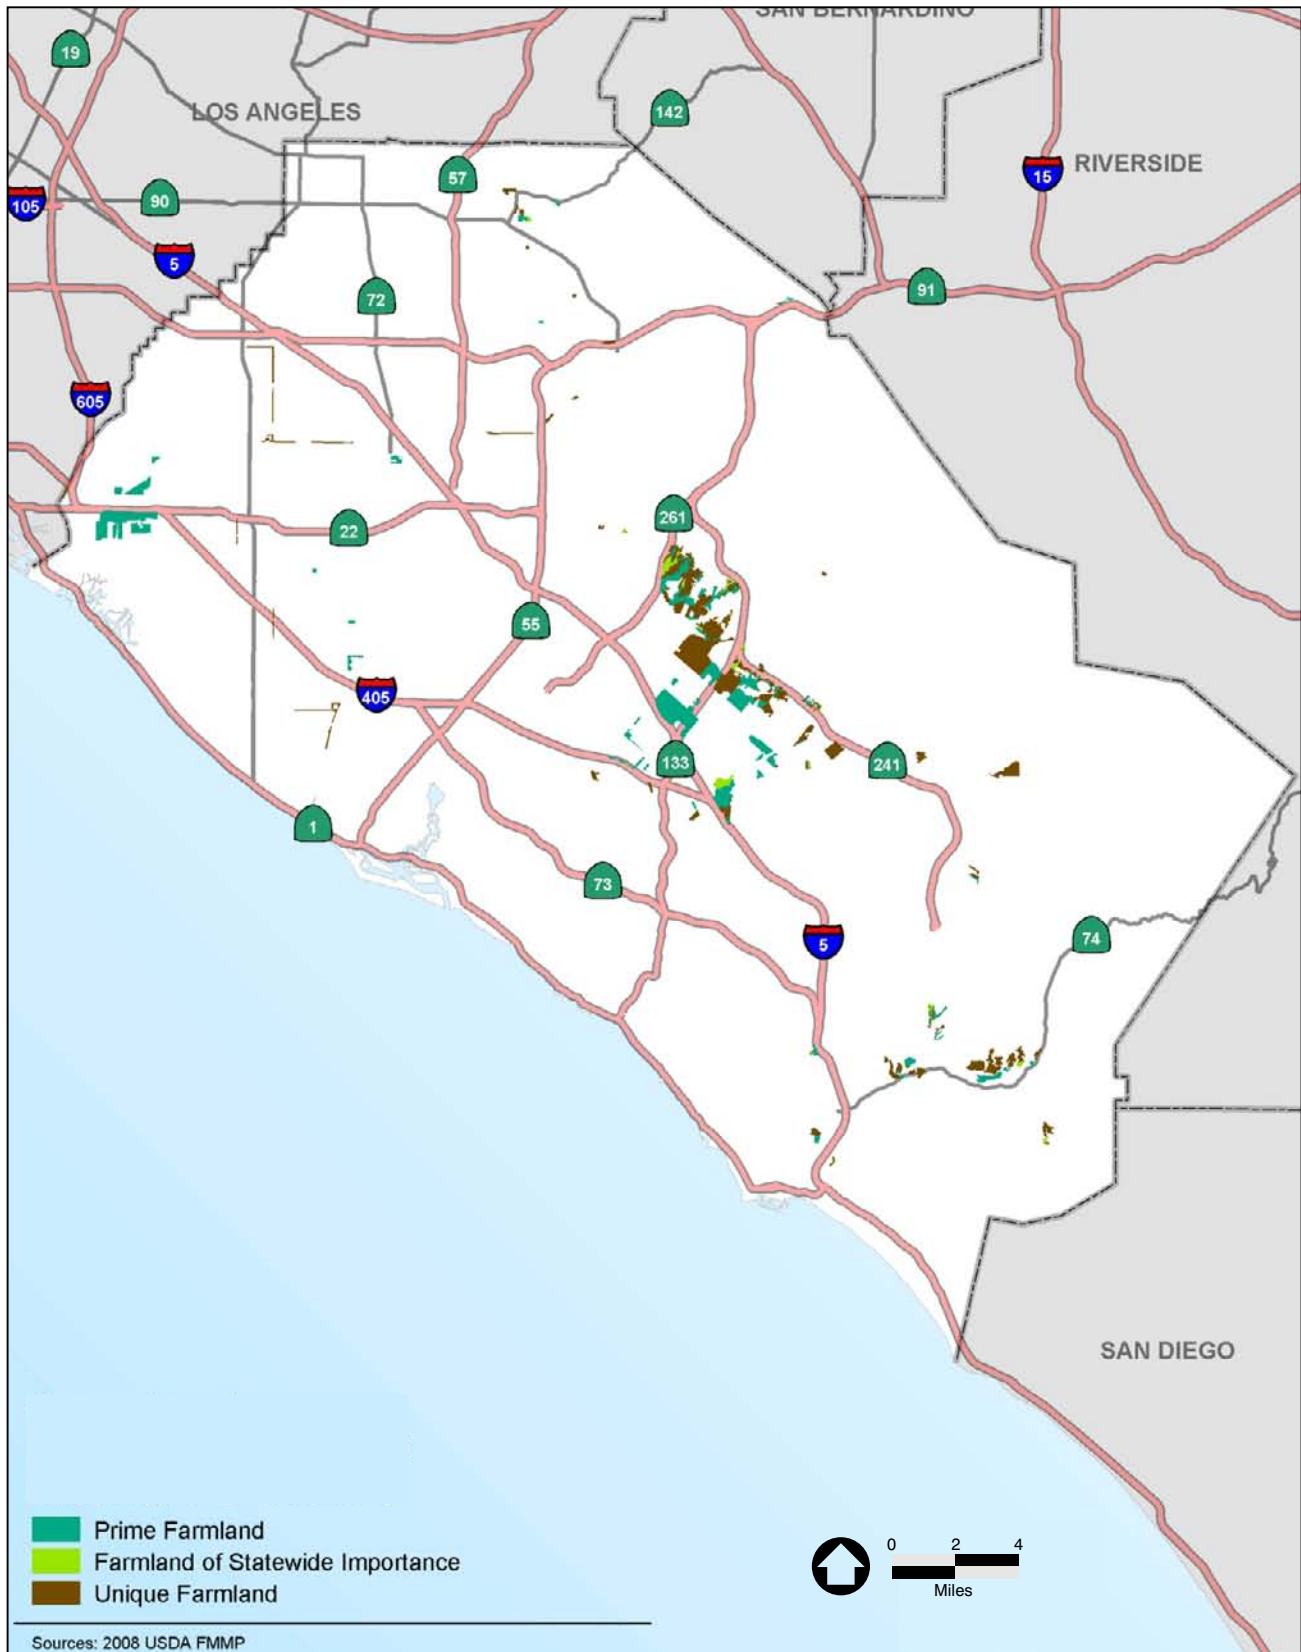 SAN BERNARDINO
19
LOS ANGELES
142
57
15
RIVERSIDE
105
90
5
72
91
605
261
22
55
405
133
241
1
73
5
74
SAN DIEGO
Prime Farmland
Farmland of Statewide Importance
Unique Farmland
0 2 4
Miles
Sources: 2008 USDA FMMP